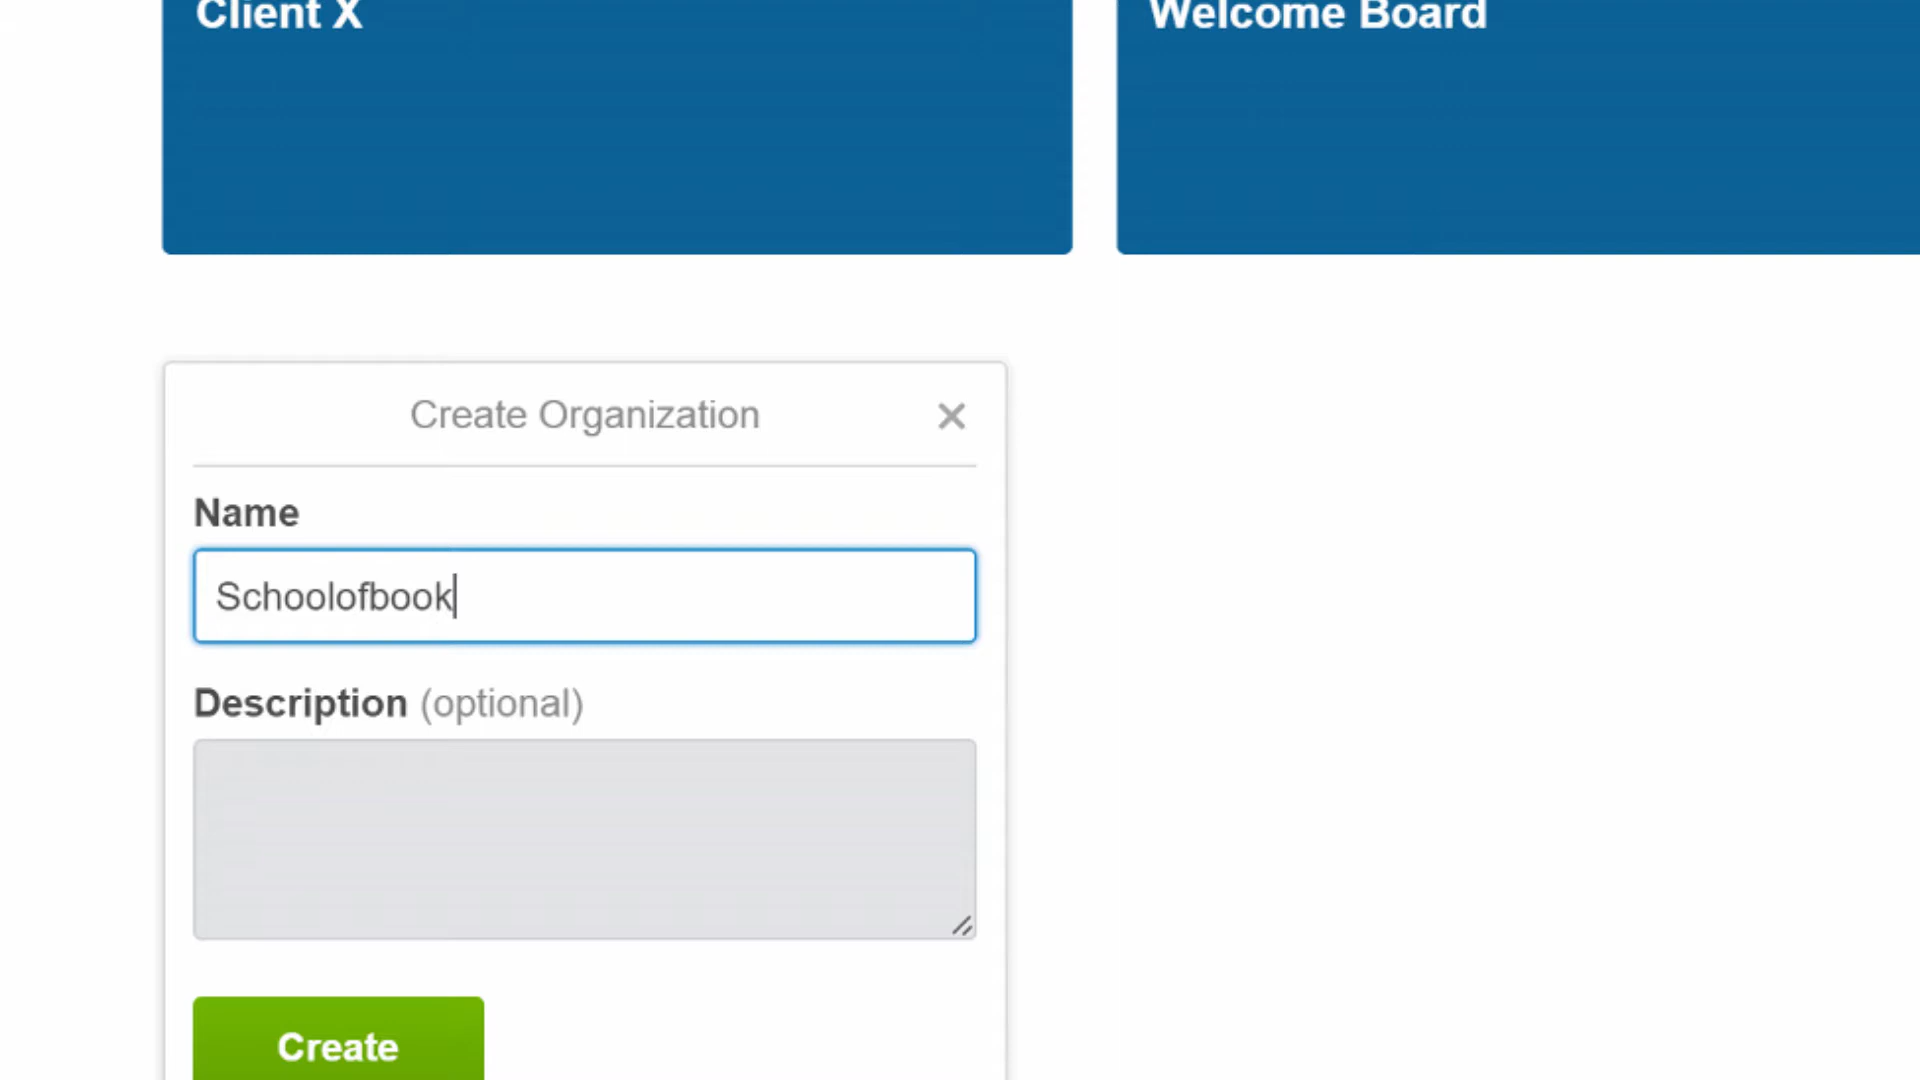 Client X
Welcome Board
Create Organization
Name
Schoolofbook
Description (optional)
Create